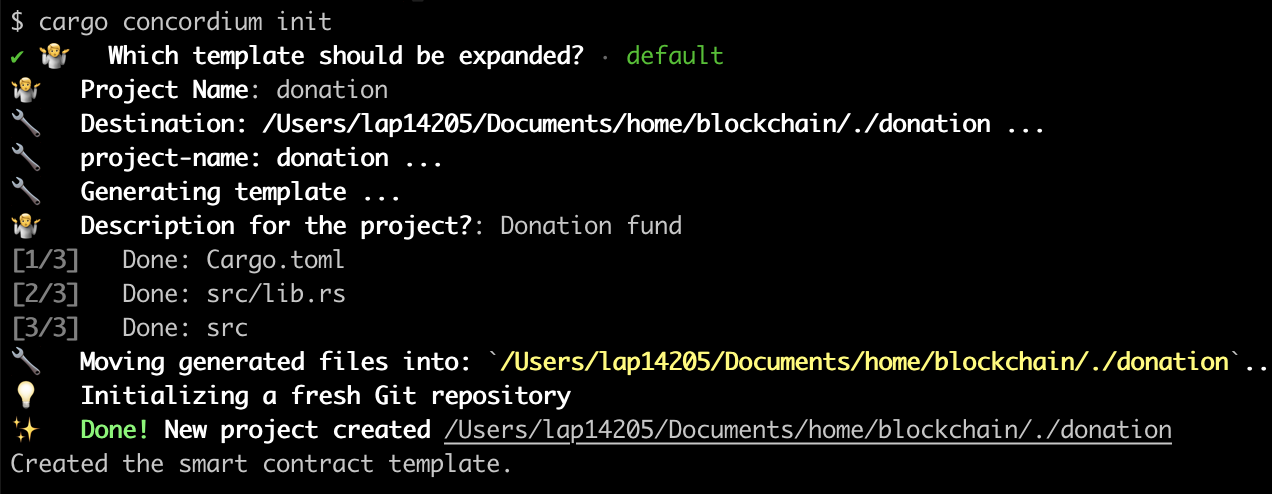 $ cargo concordium init
✔ 🤷 Which template should be expanded? · default
🤷 Project Name: donation
🔧 Destination: /Users/lap14205/Documents/home/blockchain/./donation ...
🔧 project-name: donation ...
🔧 Generating template ...
🤷 Description for the project?: Donation fund
[1/3] Done: Cargo.toml
[2/3] Done: src/lib.rs
[3/3] Done: src
🔧 Moving generated files into: `/Users/lap14205/Documents/home/blockchain/./donation`..
💡 Initializing a fresh Git repository
✨ Done! New project created /Users/lap14205/Documents/home/blockchain/./donation
Created the smart contract template.